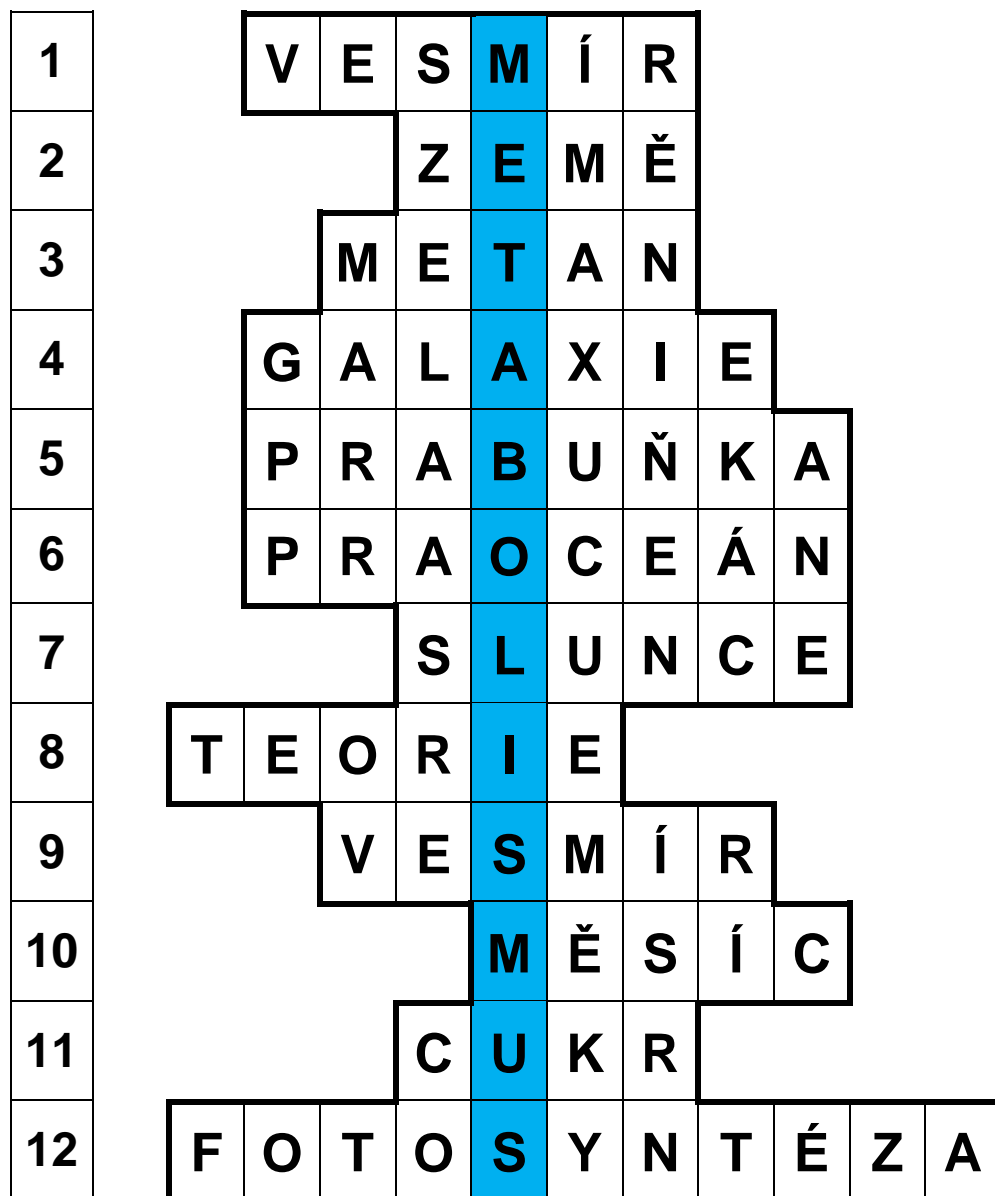 1 VESMÍR
2 ZEMĚ
3 METAN
4 GALAXIE
5 PRABUŇKA
6 PRAOCEÁN
7 SLUNCE
8 TEORIE
9 VESMÍR
10 MĚSÍC
11 CUKR
12 FOTOSYNTÉZA